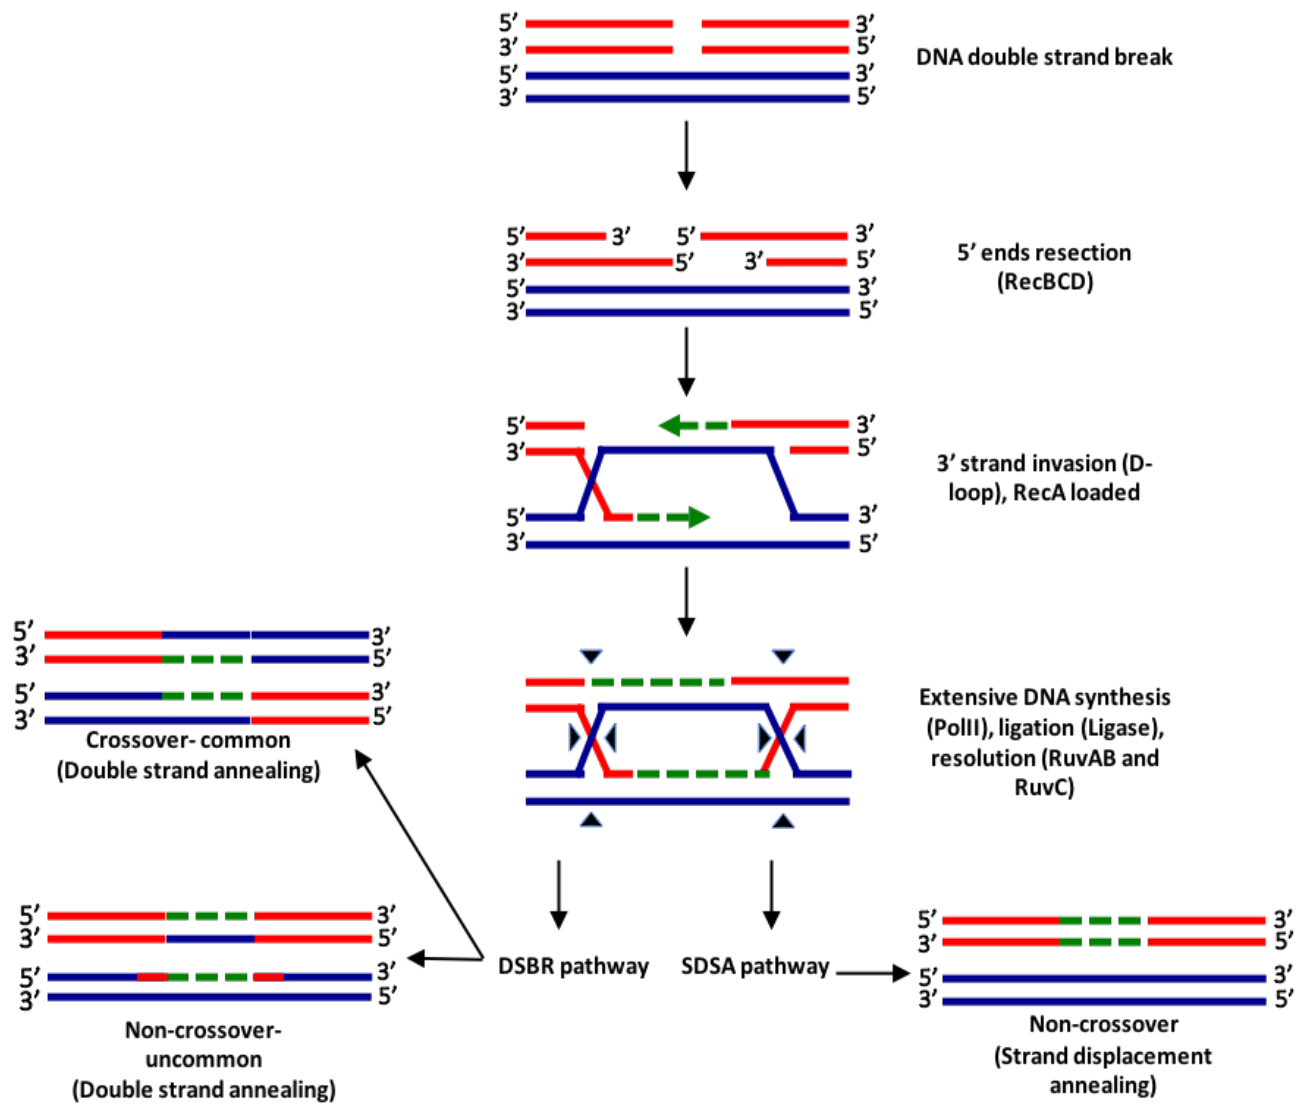 5’ 3’
3’ 5’
5’ 3’
3’ 5’
DNA double strand break
5’ 3’ 5’ 3’
3’ 5’ 3’ 5’
5’ 3’
3’ 5’
5’ ends resection
(RecBCD)
5’ 3’
3’ 5’
5’ 3’
3’ 5’
3’ strand invasion (D-
loop), RecA loaded
Extensive DNA synthesis
(PolII), ligation (Ligase),
resolution (RuvAB and
RuvC)
5’ 3’
3’ 5’
5’ 3’
3’ 5’
Crossover- common
(Double strand annealing)
DSBR pathway
SDSA pathway
5’ 3’
3’ 5’
5’ 3’
3’ 5’
Non-crossover-
uncommon
(Double strand annealing)
5’ 3’
3’ 5’
5’ 3’
3’ 5’
Non-crossover
(Strand displacement
annealing)